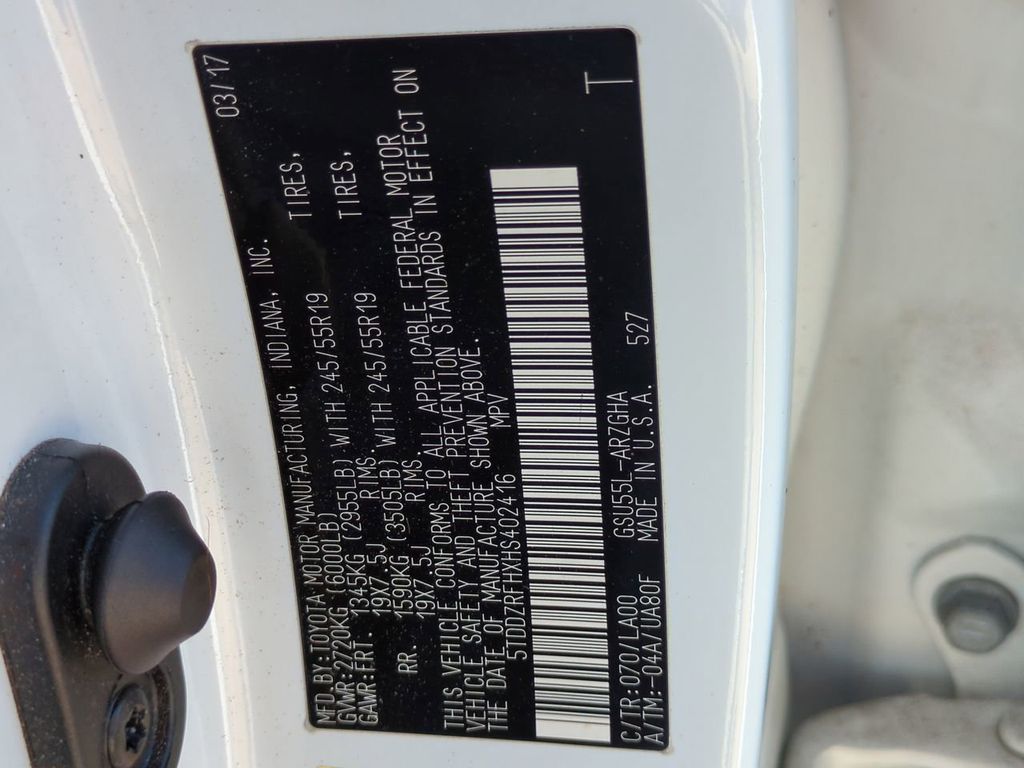 MFD BY: TOYOTA MOTOR MANUFACTURING, INDIANA, INC. 03/17
GVWR: 2720KG (6000LB)
GAWR: FRT. 1345KG (2955LB) WITH 245/55R19 TIRES,
19X7.5J RIMS.
RR. 1590KG (3505LB) WITH 245/55R19 TIRES,
19X7.5J RIMS.
THIS VEHICLE CONFORMS TO ALL APPLICABLE FEDERAL MOTOR
VEHICLE SAFETY AND THEFT PREVENTION STANDARDS IN EFFECT ON
THE DATE OF MANUFACTURE SHOWN ABOVE.
5TDDZRFHXHS402416 MPV
T
C/TR:070/LA00 GSU55L-ARZGHA 527
A/TM:-04A/UA80F MADE IN U.S.A.